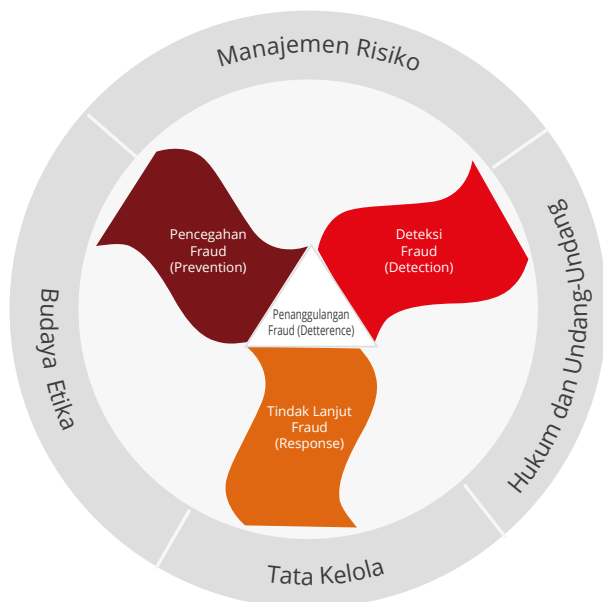 Manajemen Risiko
Pencegahan
Fraud
(Prevention)
Deteksi
Fraud
(Detection)
Penanggulangan
Fraud (Detterence)
Tindak Lanjut
Fraud
(Response)
Budaya Etika
Hukum dan Undang-Undang
Tata Kelola